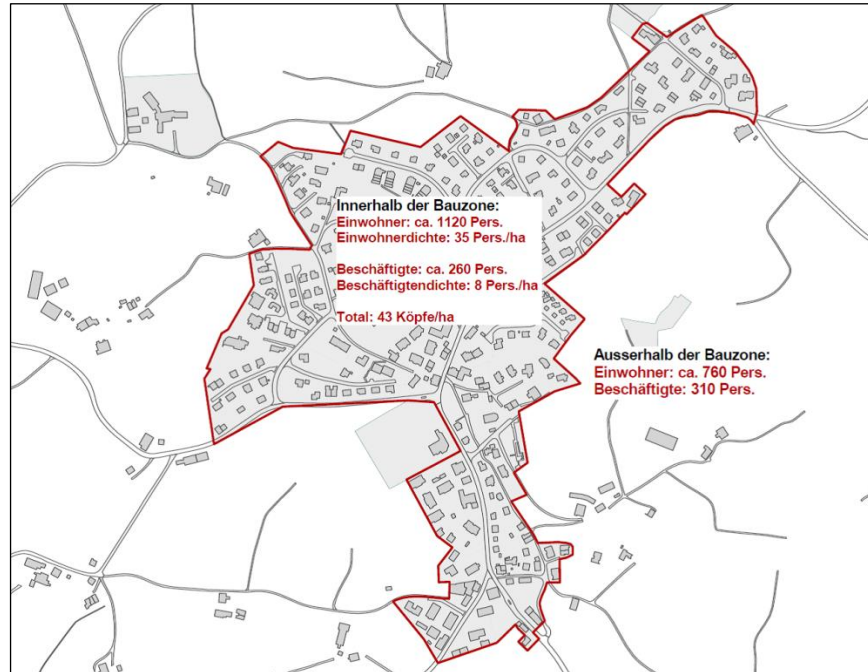 Innerhalb der Bauzone:
Einwohner: ca. 1120 Pers.
Einwohnerdichte: 35 Pers./ha
Beschäftigte: ca. 260 Pers.
Beschäftigtendichte: 8 Pers./ha
Total: 43 Köpfe/ha
Ausserhalb der Bauzone:
Einwohner: ca. 760 Pers.
Beschäftigte: 310 Pers.